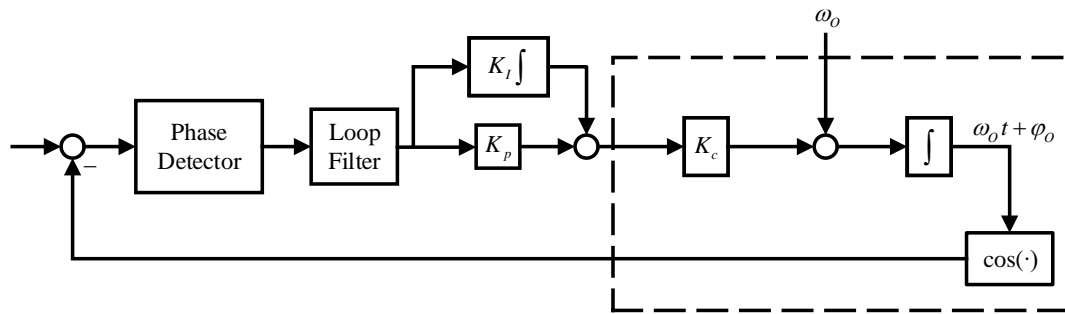 ω_O
K_I ∫
Phase
Detector
Loop
Filter
K_p
K_c
∫
ω_O t + φ_O
−
cos(·)